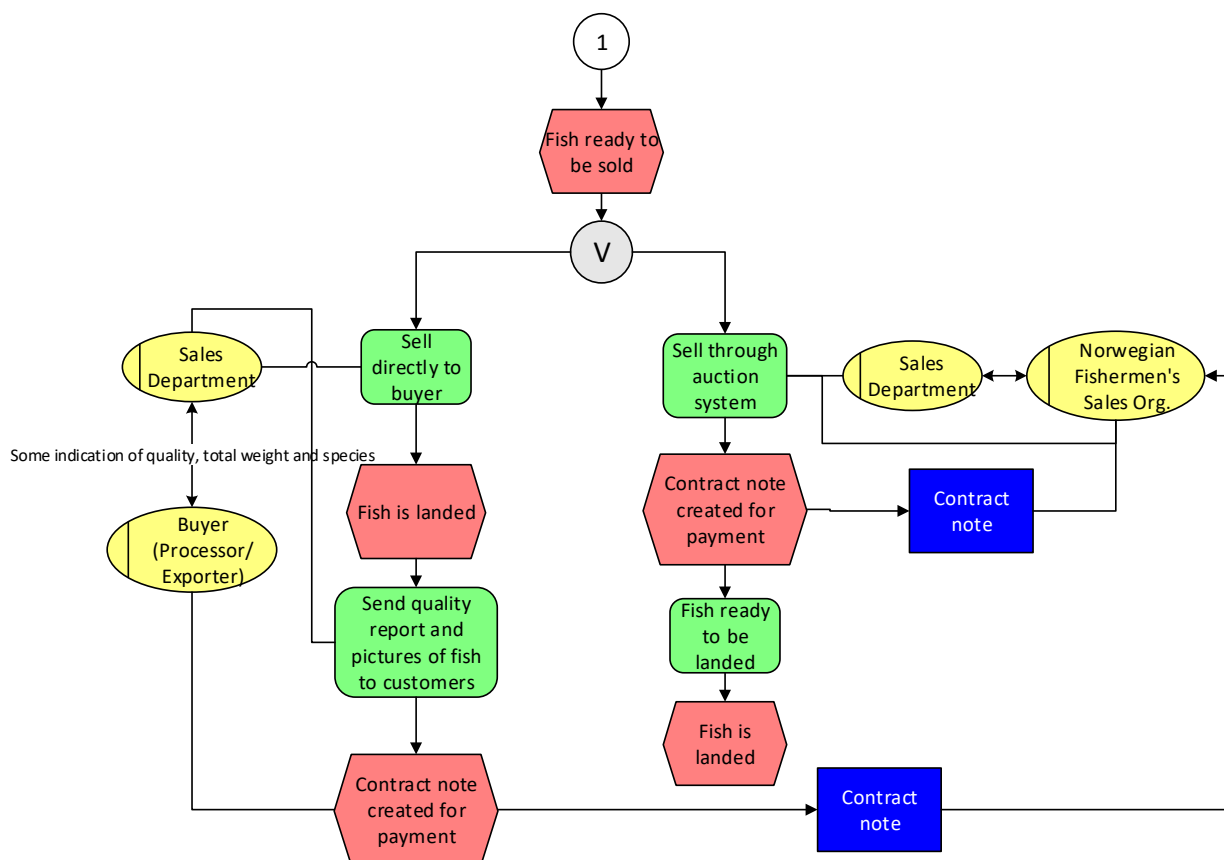 1
Fish ready to
be sold
V
Sell
directly to
buyer
Sales
Department
Sell through
auction
system
Sales
Department
Norwegian
Fishermen's
Sales Org.
Some indication of quality, total weight and species
Fish is landed
Contract note
created for
payment
Contract
note
Buyer
(Processor/
Exporter)
Send quality
report and
pictures of fish
to customers
Fish ready
to be
landed
Fish is
landed
Contract note
created for
payment
Contract
note